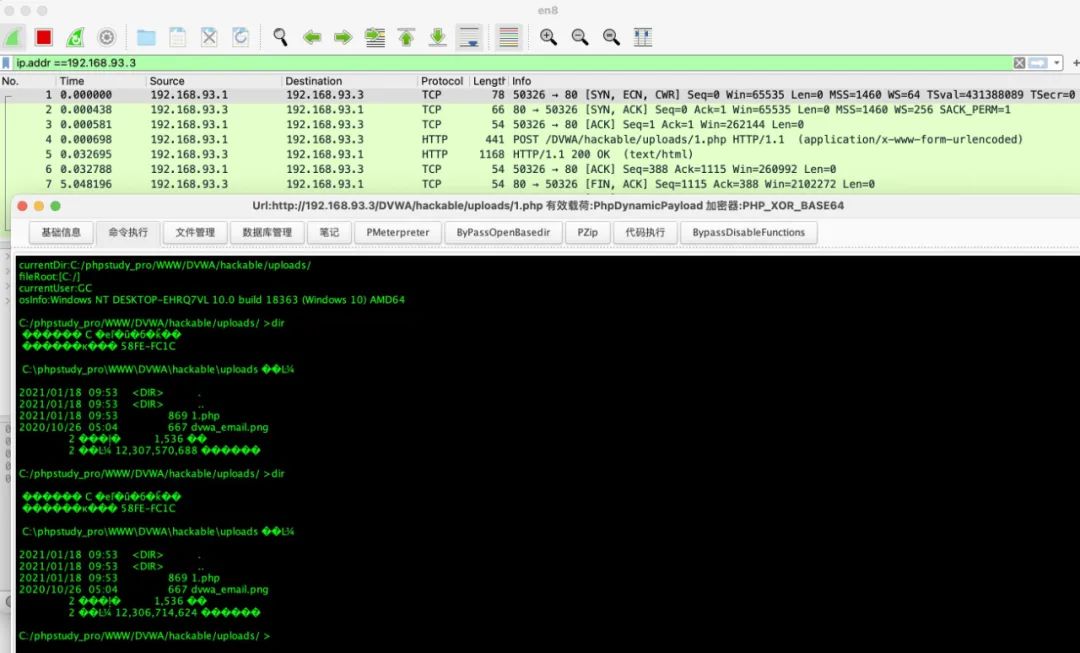 en8
ip.addr ==192.168.93.3
No. Time Source Destination Protocol Length Info
1 0.000000 192.168.93.1 192.168.93.3 TCP 78 50326 → 80 [SYN, ECN, CWR] Seq=0 Win=65535 Len=0 MSS=1460 WS=64 TSval=431388089 TSecr=0
2 0.000438 192.168.93.3 192.168.93.1 TCP 66 80 → 50326 [SYN, ACK] Seq=0 Ack=1 Win=65535 Len=0 MSS=1460 WS=256 SACK_PERM=1
3 0.000581 192.168.93.1 192.168.93.3 TCP 54 50326 → 80 [ACK] Seq=1 Ack=1 Win=262144 Len=0
4 0.000698 192.168.93.1 192.168.93.3 HTTP 441 POST /DVWA/hackable/uploads/1.php HTTP/1.1 (application/x-www-form-urlencoded)
5 0.032695 192.168.93.3 192.168.93.1 HTTP 1168 HTTP/1.1 200 OK (text/html)
6 0.032788 192.168.93.1 192.168.93.3 TCP 54 50326 → 80 [ACK] Seq=388 Ack=1115 Win=260992 Len=0
7 5.048196 192.168.93.3 192.168.93.1 TCP 54 80 → 50326 [FIN, ACK] Seq=1115 Ack=388 Win=2102272 Len=0
Url:http://192.168.93.3/DVWA/hackable/uploads/1.php 有效载荷:PhpDynamicPayload 加密器:PHP_XOR_BASE64
基础信息 命令执行 文件管理 数据库管理 笔记 PMeterpreter ByPassOpenBasedir PZip 代码执行 BypassDisableFunctions
currentDir:C:/phpstudy_pro/WWW/DVWA/hackable/uploads/
fileRoot:[C:/]
currentUser:GC
osInfo:Windows NT DESKTOP-EHRQ7VL 10.0 build 18363 (Windows 10) AMD64
C:/phpstudy_pro/WWW/DVWA/hackable/uploads/ >dir
������ C �
������ĸ��� 58FE-FC1C
C:\phpstudy_pro\WWW\DVWA\hackable\uploads ��Ŀ¼
2021/01/18 09:53 <DIR> .
2021/01/18 09:53 <DIR> ..
2021/01/18 09:53 869 1.php
2020/10/26 05:04 667 dvwa_email.png
2 1,536 ��
2 ��Ŀ¼ 12,307,570,688 ������
C:/phpstudy_pro/WWW/DVWA/hackable/uploads/ >dir
������ C �
������ĸ��� 58FE-FC1C
C:\phpstudy_pro\WWW\DVWA\hackable\uploads ��Ŀ¼
2021/01/18 09:53 <DIR> .
2021/01/18 09:53 <DIR> ..
2021/01/18 09:53 869 1.php
2020/10/26 05:04 667 dvwa_email.png
2 1,536 ��
2 ��Ŀ¼ 12,306,714,624 ������
C:/phpstudy_pro/WWW/DVWA/hackable/uploads/ >